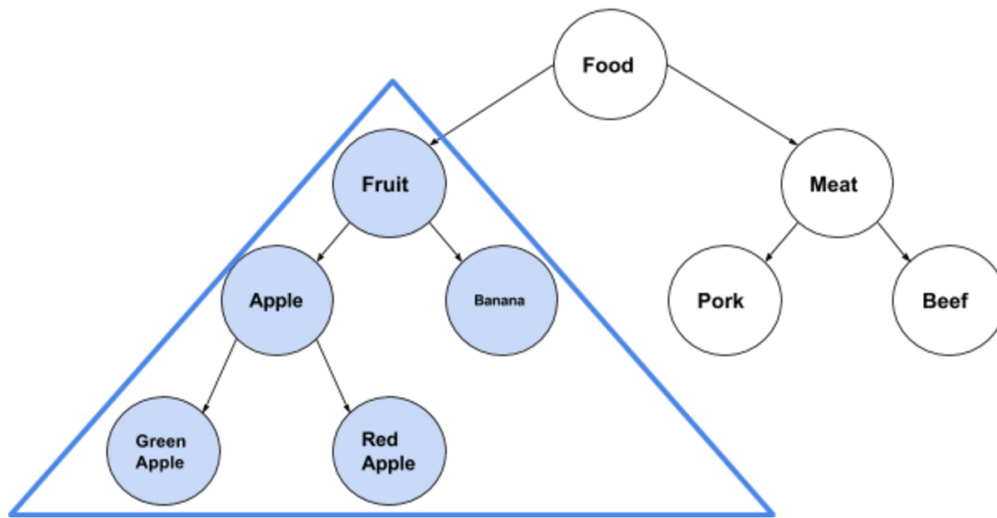 Food
Fruit
Meat
Apple
Banana
Pork
Beef
Green
Apple
Red
Apple